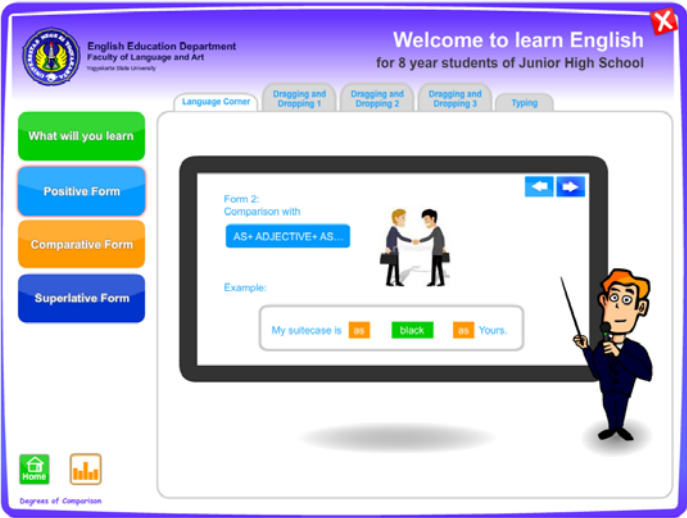 English Education Department
Faculty of Language and Art
Yogyakarta State University
Welcome to learn English
for 8 year students of Junior High School
Language Corner
Dragging and
Dropping 1
Dragging and
Dropping 2
Dragging and
Dropping 3
Typing
What will you learn
Positive Form
Comparative Form
Superlative Form
Form 2:
Comparison with
AS+ ADJECTIVE+ AS...
Example:
My suitecase is as black as Yours.
Home
Degrees of Comparison